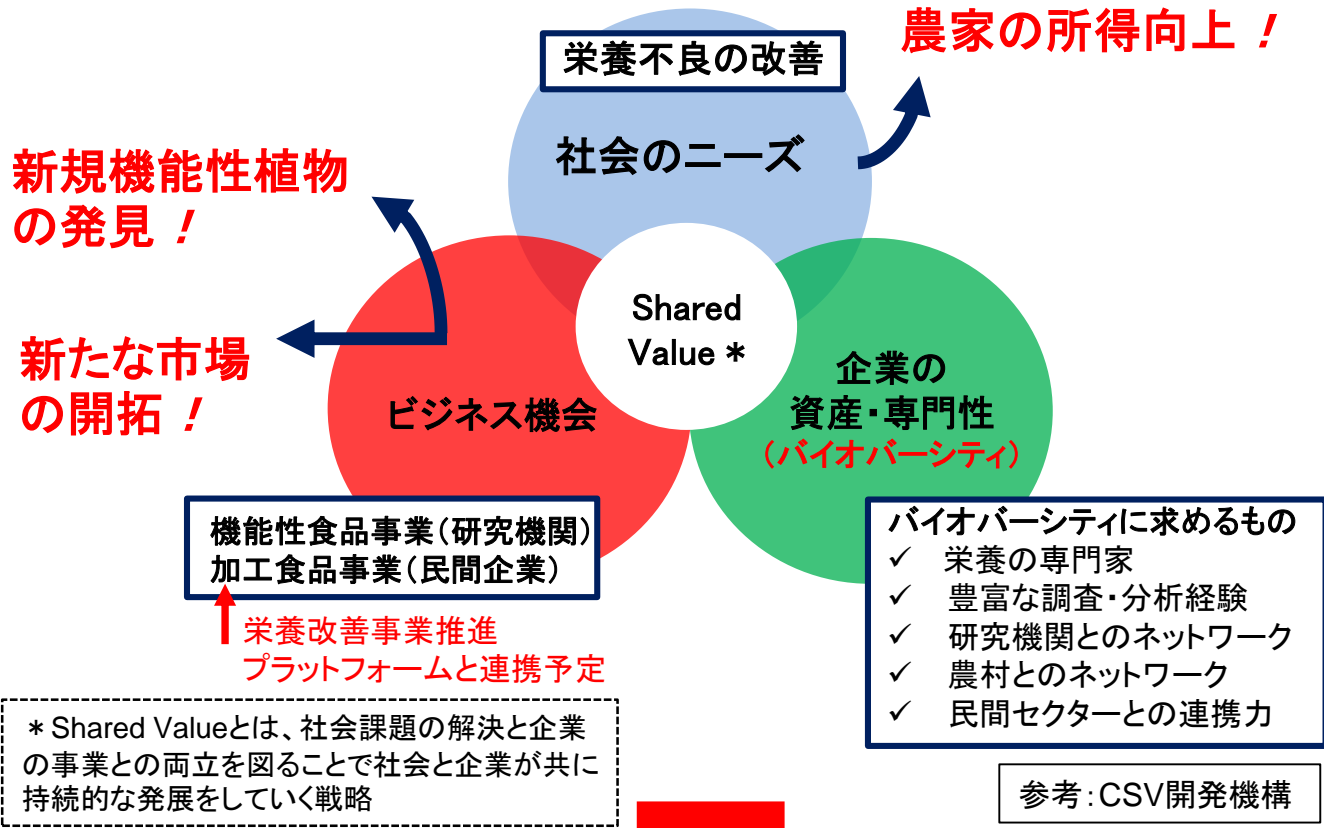 農家の所得向上！
栄養不良の改善
社会のニーズ
新規機能性植物
の発見！
新たな市場
の開拓！
Shared
Value＊
ビジネス機会
企業の
資産・専門性
（バイオバーシティ）
機能性食品事業（研究機関）
加工食品事業（民間企業）
栄養改善事業推進
プラットフォームと連携予定
バイオバーシティに求めるもの
✓ 栄養の専門家
✓ 豊富な調査・分析経験
✓ 研究機関とのネットワーク
✓ 農村とのネットワーク
✓ 民間セクターとの連携力
＊Shared Valueとは、社会課題の解決と企業
の事業との両立を図ることで社会と企業が共に
持続的な発展をしていく戦略
参考：CSV開発機構